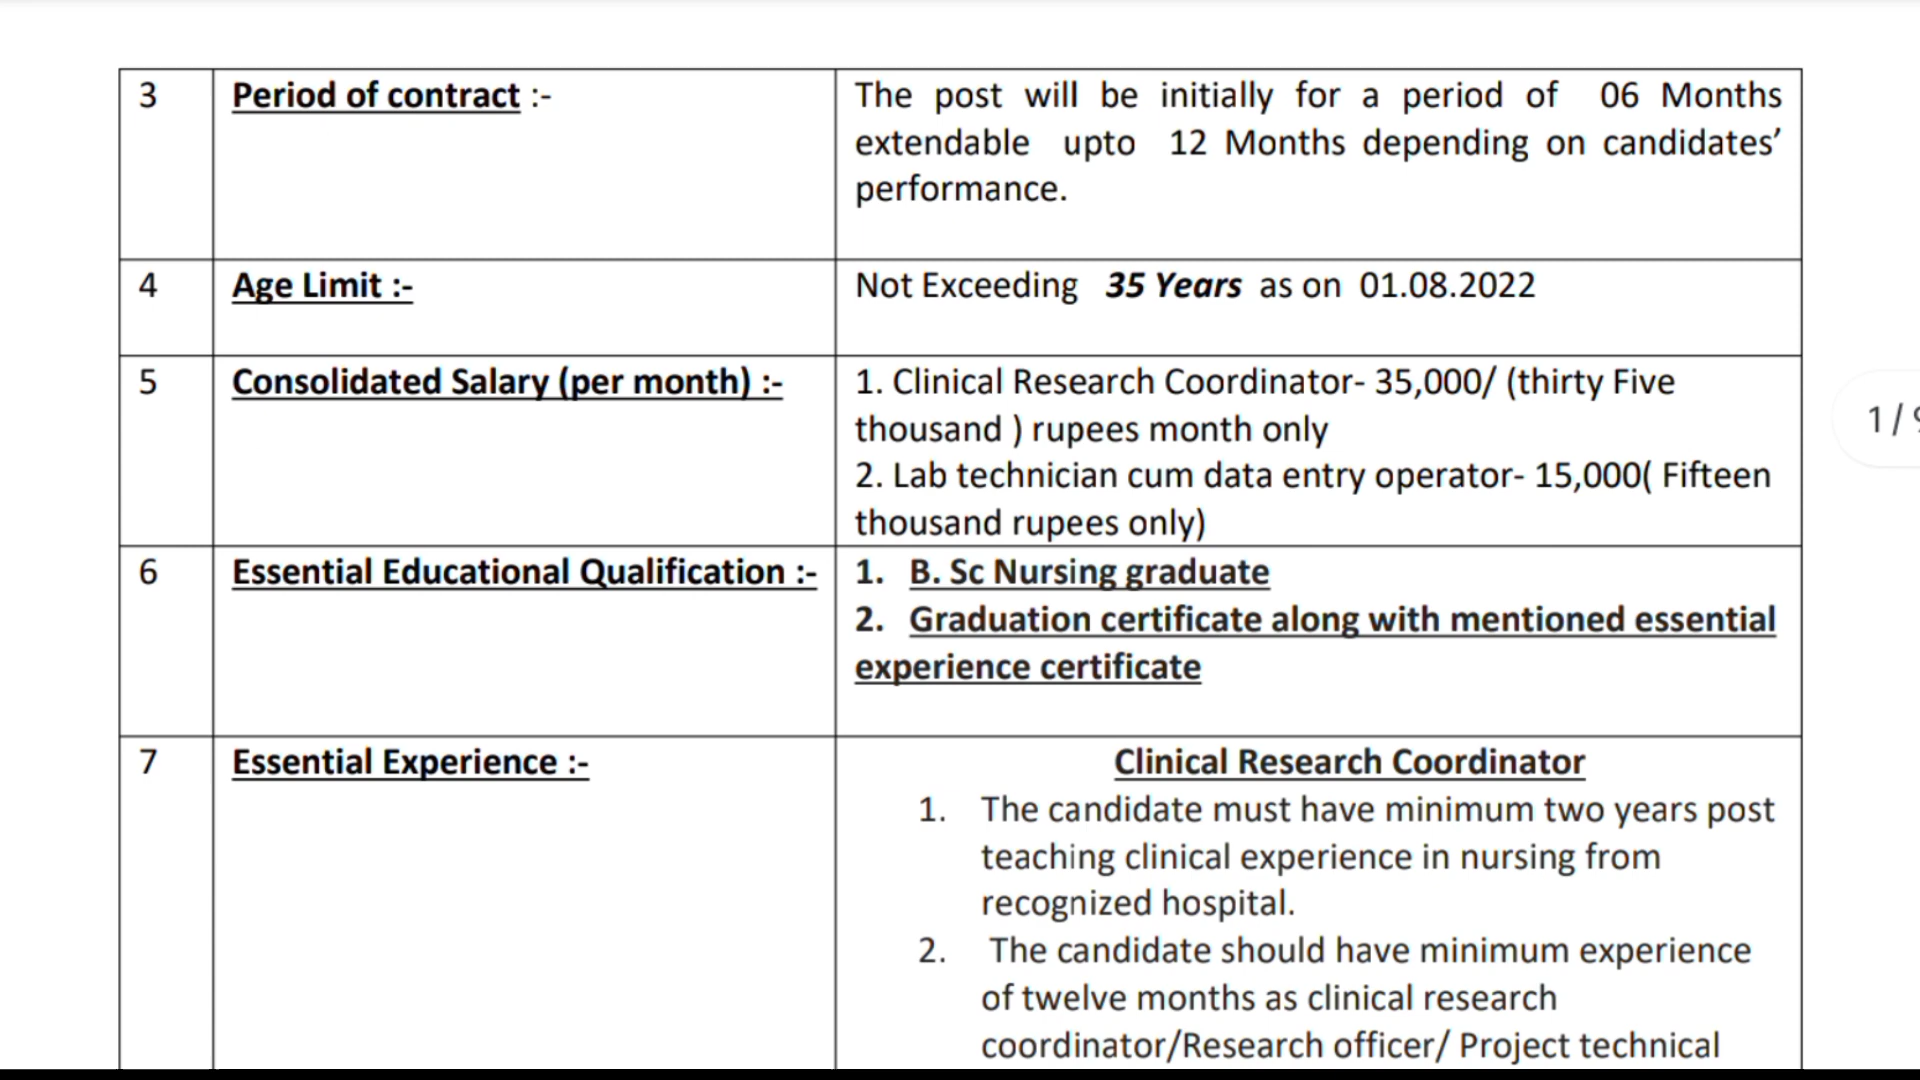 3 Period of contract :- The post will be initially for a period of 06 Months
extendable upto 12 Months depending on candidates’
performance.
4 Age Limit :- Not Exceeding 35 Years as on 01.08.2022
5 Consolidated Salary (per month) :- 1. Clinical Research Coordinator- 35,000/ (thirty Five
thousand ) rupees month only
2. Lab technician cum data entry operator- 15,000( Fifteen
thousand rupees only)
6 Essential Educational Qualification :- 1. B. Sc Nursing graduate
2. Graduation certificate along with mentioned essential
experience certificate
7 Essential Experience :- Clinical Research Coordinator
1. The candidate must have minimum two years post
teaching clinical experience in nursing from
recognized hospital.
2. The candidate should have minimum experience
of twelve months as clinical research
coordinator/Research officer/ Project technical
1/